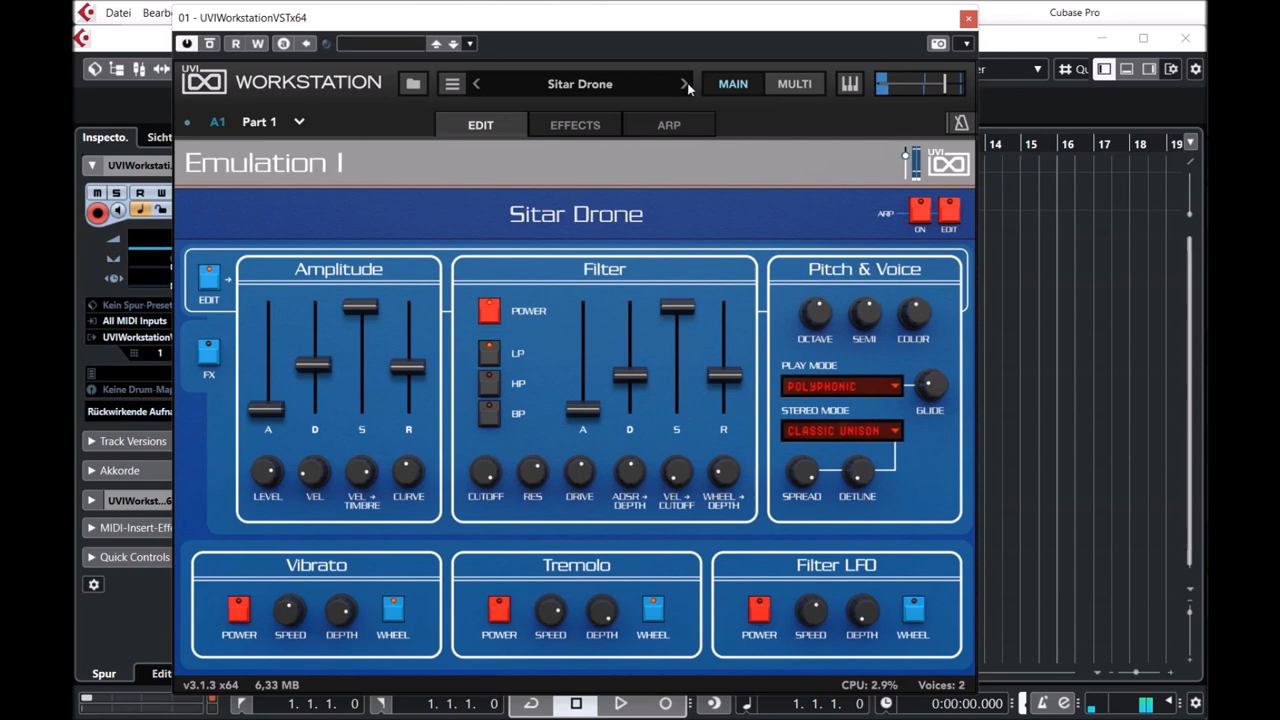 Datei Bearb
01 - UVIWorkstationVSTx64
Cubase Pro
R W
UVI
WORKSTATION
Sitar Drone
MAIN MULTI
A1 Part 1
EDIT EFFECTS ARP
Emulation I
UVI
Sitar Drone
ARP
ON EDIT
Inspecto. Sicht
UVIWorkstati
m S R W
Kein Spur-Preset
All MIDI Inputs
UVIWorkstationV
1
Keine Drum-Map
Rückwirkende Aufna
Track Versions
Akkorde
UVIWorkst...6
MIDI-Insert-Effe
Quick Controls
Spur Edit
EDIT
FX
Amplitude
A D S R
LEVEL VEL VEL→ TIMBRE CURVE
Filter
POWER
LP
HP
BP
A D S R
CUTOFF RES DRIVE ADSR→ DEPTH VEL→ CUTOFF WHEEL→ DEPTH
Pitch & Voice
OCTAVE SEMI COLOR
PLAY MODE
POLYPHONIC
GLIDE
STEREO MODE
CLASSIC UNISON
SPREAD DETUNE
Vibrato
POWER SPEED DEPTH WHEEL
Tremolo
POWER SPEED DEPTH WHEEL
Filter LFO
POWER SPEED DEPTH WHEEL
v3.1.3 x64 6,33 MB CPU: 2.9% Voices: 2
14 15 16 17 18 19
1. 1. 1. 0 1. 1. 1. 0 1. 1. 1. 0 0:00:00.000